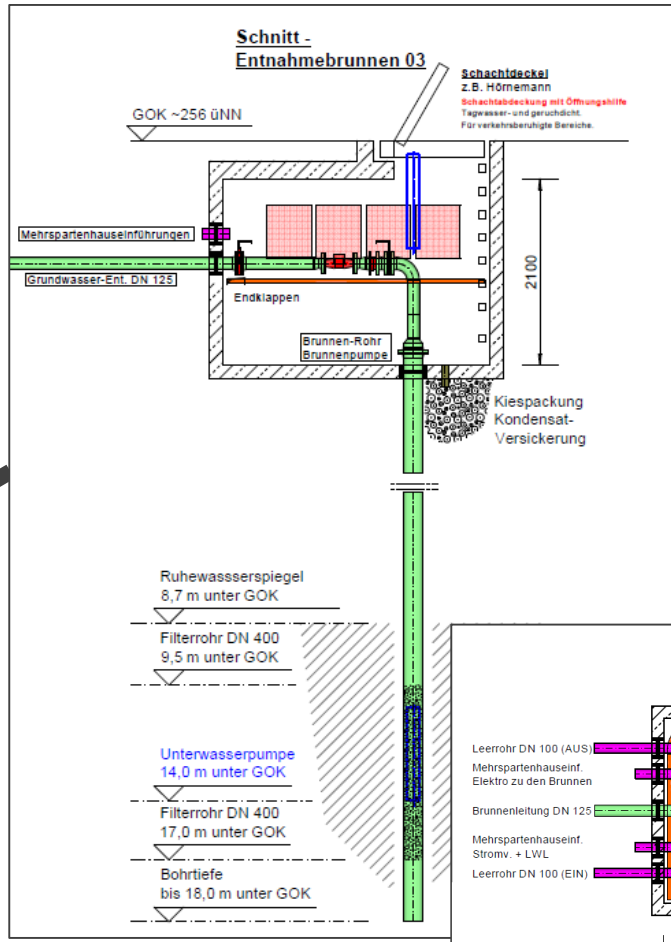 Schnitt -
Entnahmebrunnen 03
Schachtdeckel
z.B. Hörnemann
Schachtabdeckung mit Öffnungshilfe
Tagwasser- und geruchdicht.
Für verkehrsberuhigte Bereiche.
GOK ~256 üNN
Mehrspartenhauseinführungen
Grundwasser-Ent. DN 125
Endklappen
2100
Brunnen-Rohr
Brunnenpumpe
Kiespackung
Kondensat-
Versickerung
Ruhewassserspiegel
8,7 m unter GOK
Filterrohr DN 400
9,5 m unter GOK
Unterwasserpumpe
14,0 m unter GOK
Filterrohr DN 400
17,0 m unter GOK
Bohrtiefe
bis 18,0 m unter GOK
Leerrohr DN 100 (AUS)
Mehrspartenhauseinf.
Elektro zu den Brunnen
Brunnenleitung DN 125
Mehrspartenhauseinf.
Stromv. + LWL
Leerrohr DN 100 (EIN)